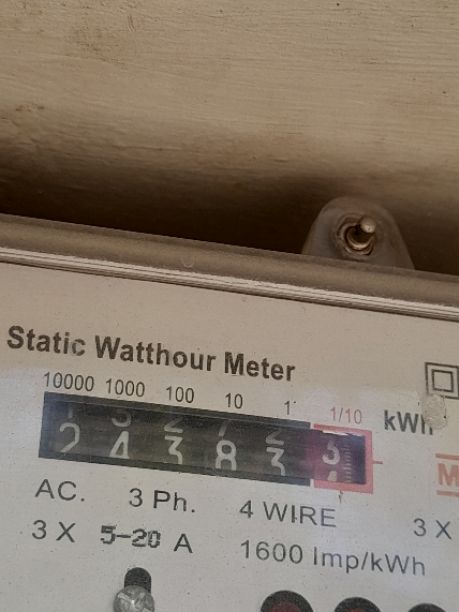 Static Watthour Meter
10000 1000 100 10 1 1/10 kWh
2 4 3 8 3
AC. 3 Ph. 4 WIRE
3 X 5-20 A 1600 Imp/kWh 3 X
M